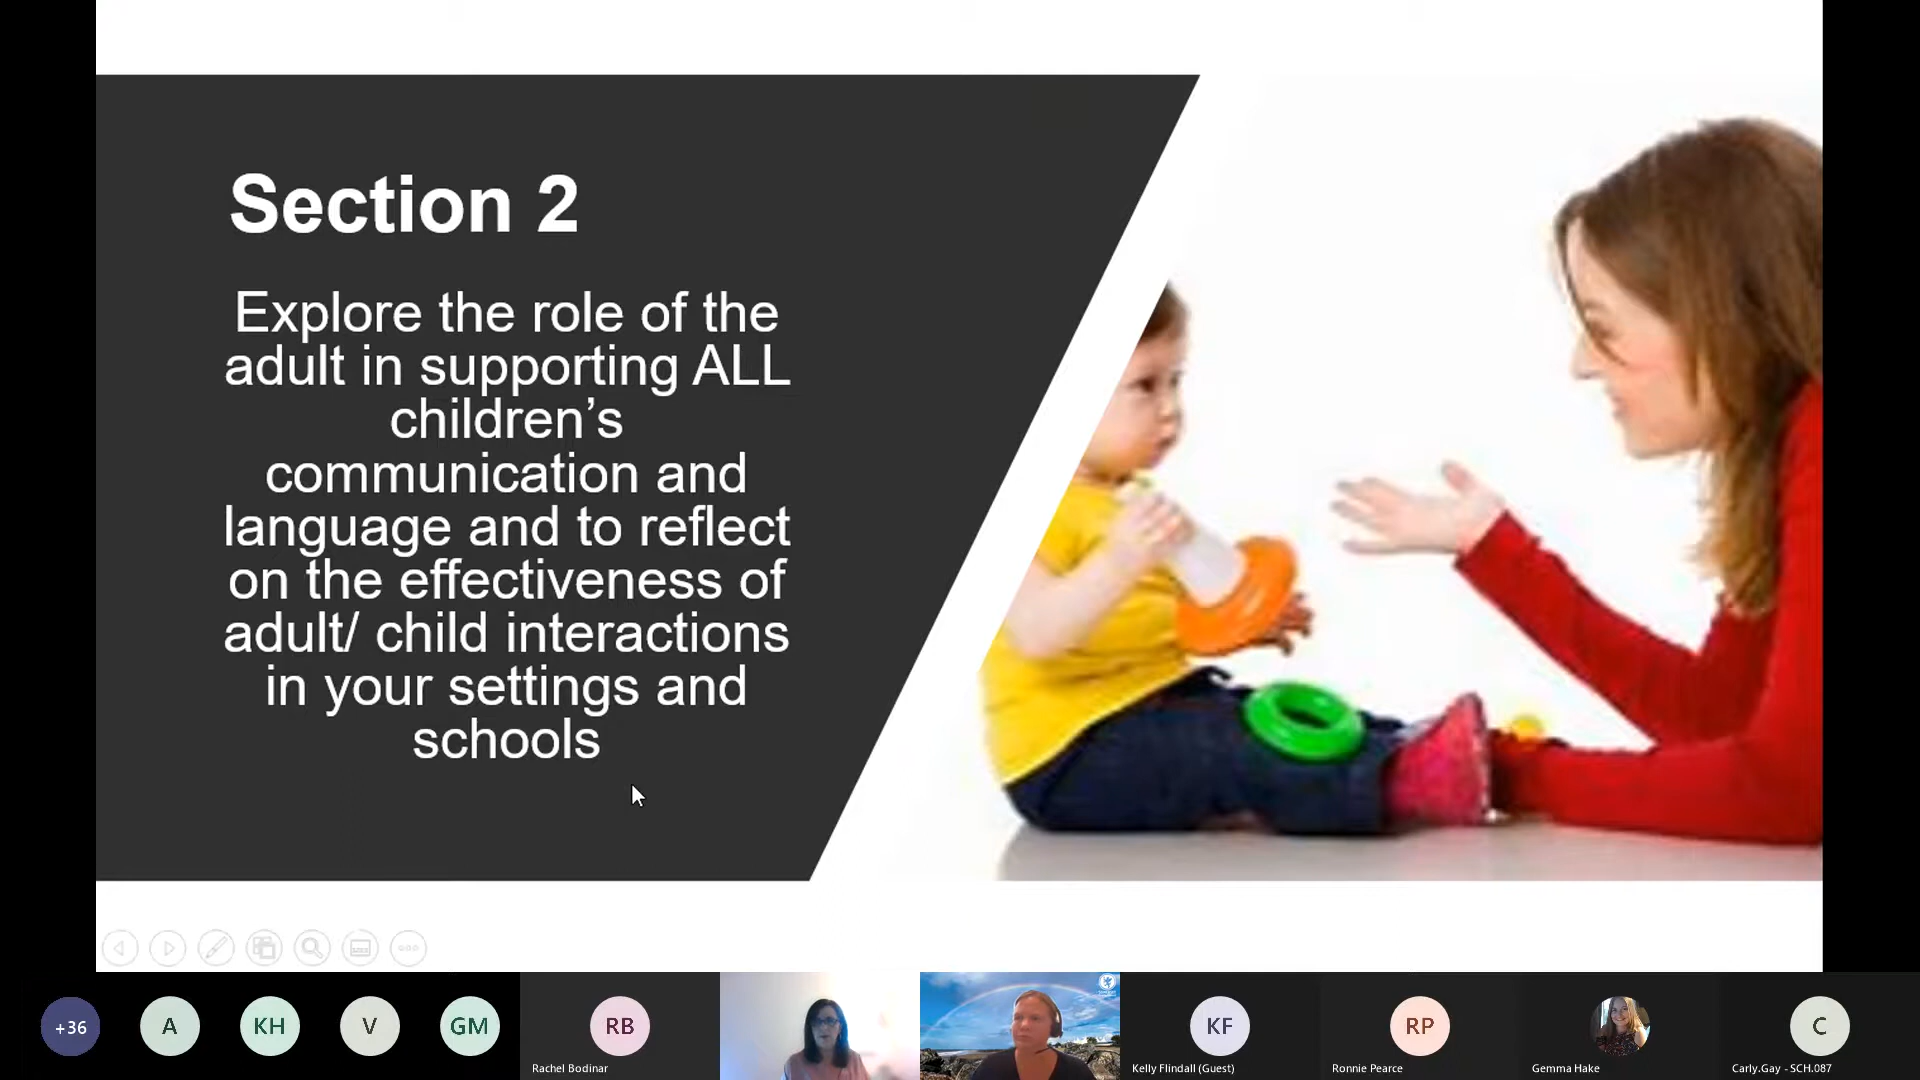 Section 2
Explore the role of the
adult in supporting ALL
children’s
communication and
language and to reflect
on the effectiveness of
adult/ child interactions
in your settings and
schools
+36
A
KH
V
GM
RB
KF
RP
C
Rachel Bodinar
Kelly Flindall (Guest)
Ronnie Pearce
Gemma Hake
Carly.Gay - SCH.087